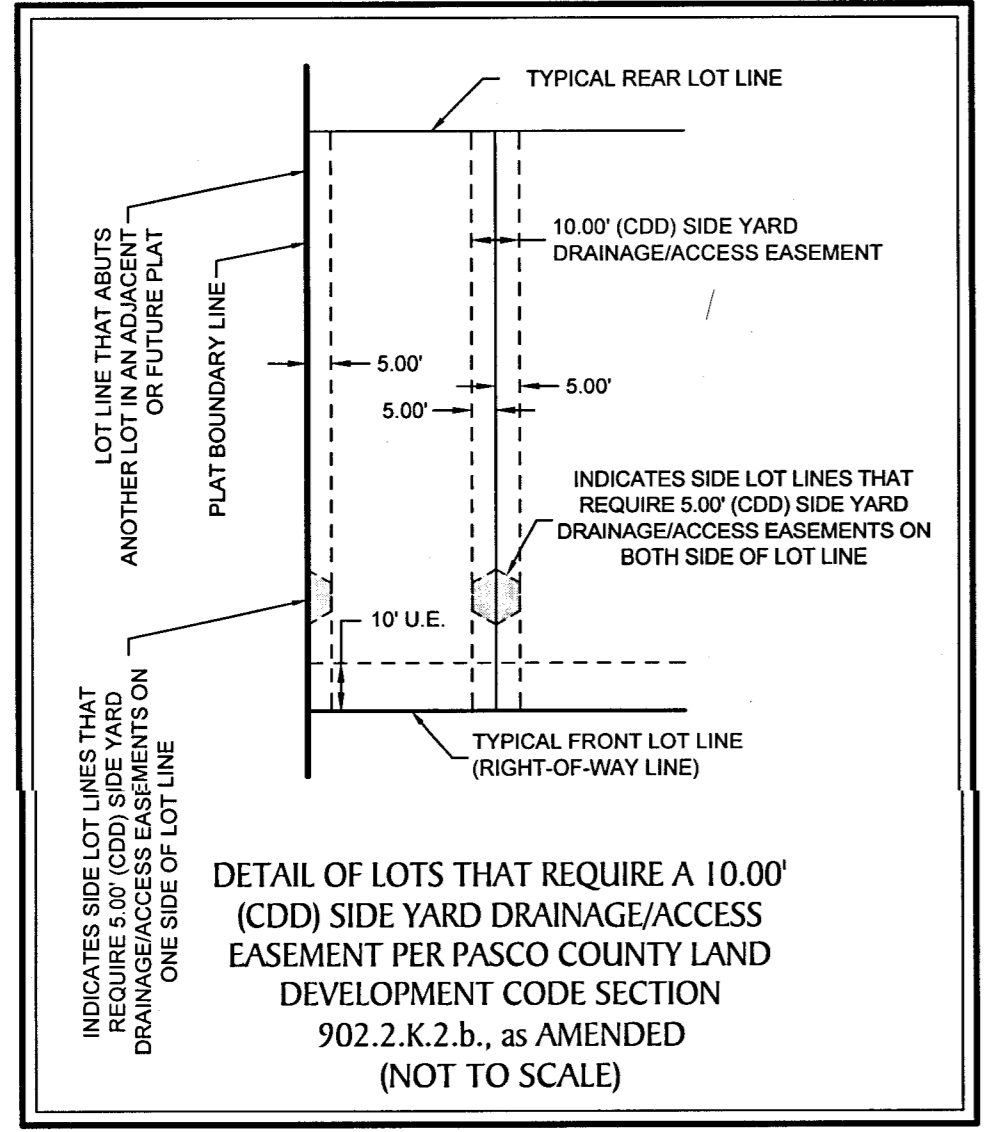 TYPICAL REAR LOT LINE
LOT LINE THAT ABUTS
ANOTHER LOT IN AN ADJACENT
OR FUTURE PLAT
PLAT BOUNDARY LINE
10.00' (CDD) SIDE YARD
DRAINAGE/ACCESS EASEMENT
5.00'
5.00'
5.00'
INDICATES SIDE LOT LINES THAT
REQUIRE 5.00' (CDD) SIDE YARD
DRAINAGE/ACCESS EASEMENTS ON
BOTH SIDE OF LOT LINE
10' U.E.
INDICATES SIDE LOT LINES THAT
REQUIRE 5.00' (CDD) SIDE YARD
DRAINAGE/ACCESS EASEMENTS ON
ONE SIDE OF LOT LINE
TYPICAL FRONT LOT LINE
(RIGHT-OF-WAY LINE)
DETAIL OF LOTS THAT REQUIRE A 10.00'
(CDD) SIDE YARD DRAINAGE/ACCESS
EASEMENT PER PASCO COUNTY LAND
DEVELOPMENT CODE SECTION
902.2.K.2.b., as AMENDED
(NOT TO SCALE)